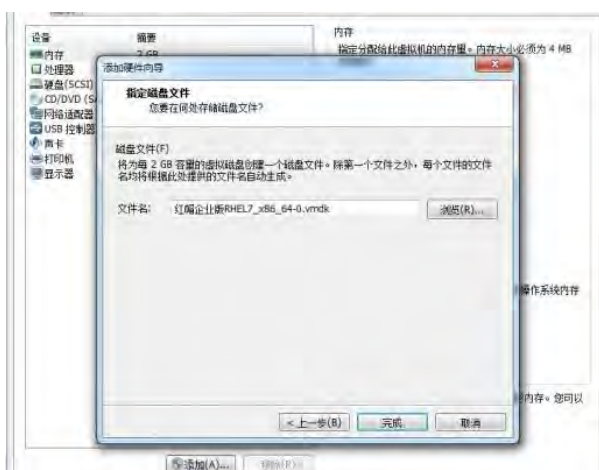 设备
摘要
内存
内存
2 GB
指定分配给此虚拟机的内存量。内存大小必须为 4 MB
处理器
硬盘(SCSI)
CD/DVD (SA
网络适配器
USB 控制器
声卡
打印机
显示器
添加硬件向导
指定磁盘文件
您要在何处存储磁盘文件?
磁盘文件(F)
将为每 2 GB 容量的虚拟磁盘创建一个磁盘文件。除第一个文件之外,每个文件的文件
名均将根据此处提供的文件名自动生成。
文件名:
红帽企业版RHEL7_x86_64-0.vmdk
浏览(R)...
操作系统内存
内存。您可以
< 上一步(B)
完成
取消
添加(A)...